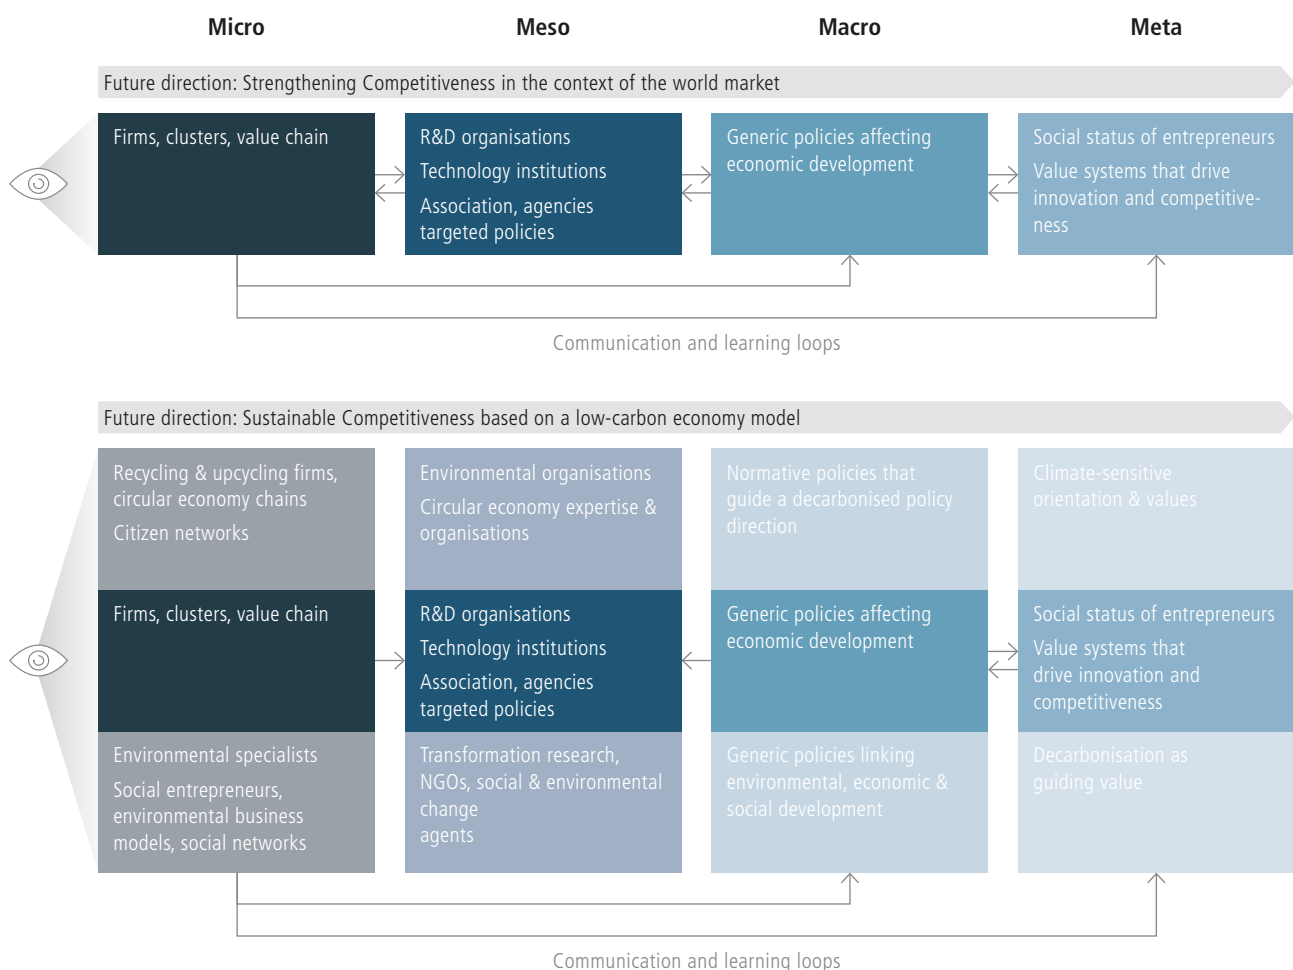 Micro
Meso
Macro
Meta
Future direction: Strengthening Competitiveness in the context of the world market
Firms, clusters, value chain
R&D organisations
Technology institutions
Association, agencies
targeted policies
Generic policies affecting
economic development
Social status of entrepreneurs
Value systems that drive
innovation and competitive-
ness
Communication and learning loops
Future direction: Sustainable Competitiveness based on a low-carbon economy model
Recycling & upcycling firms,
circular economy chains
Citizen networks
Environmental organisations
Circular economy expertise &
organisations
Normative policies that
guide a decarbonised policy
direction
Climate-sensitive
orientation & values
Firms, clusters, value chain
R&D organisations
Technology institutions
Association, agencies
targeted policies
Generic policies affecting
economic development
Social status of entrepreneurs
Value systems that
drive innovation and
competitiveness
Environmental specialists
Social entrepreneurs,
environmental business
models, social networks
Transformation research,
NGOs, social & environmental
change
agents
Generic policies linking
environmental, economic &
social development
Decarbonisation as
guiding value
Communication and learning loops